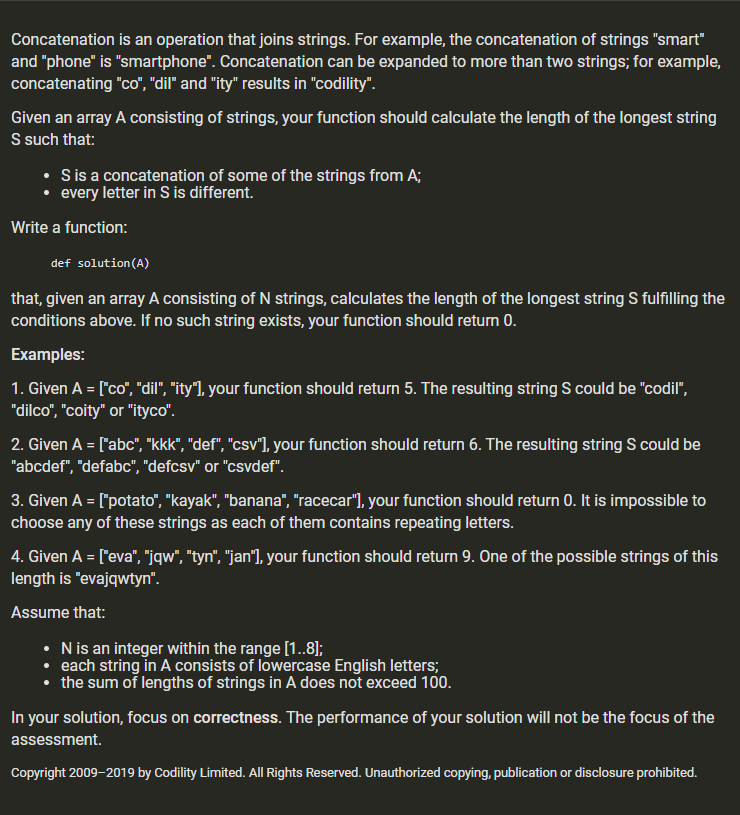 Concatenation is an operation that joins strings. For example, the concatenation of strings "smart"
and "phone" is "smartphone". Concatenation can be expanded to more than two strings; for example,
concatenating "co", "dil" and "ity" results in "codility".
Given an array A consisting of strings, your function should calculate the length of the longest string
S such that:
• S is a concatenation of some of the strings from A;
• every letter in S is different.
Write a function:
def solution(A)
that, given an array A consisting of N strings, calculates the length of the longest string S fulfilling the
conditions above. If no such string exists, your function should return 0.
Examples:
1. Given A = ["co", "dil", "ity"], your function should return 5. The resulting string S could be "codil",
"dilco", "coity" or "ityco".
2. Given A = ["abc", "kkk", "def", "csv"], your function should return 6. The resulting string S could be
"abcdef", "defabc", "defcsv" or "csvdef".
3. Given A = ["potato", "kayak", "banana", "racecar"], your function should return 0. It is impossible to
choose any of these strings as each of them contains repeating letters.
4. Given A = ["eva", "jqw", "tyn", "jan"], your function should return 9. One of the possible strings of this
length is "evajqwtyn".
Assume that:
• N is an integer within the range [1..8];
• each string in A consists of lowercase English letters;
• the sum of lengths of strings in A does not exceed 100.
In your solution, focus on correctness. The performance of your solution will not be the focus of the
assessment.
Copyright 2009–2019 by Codility Limited. All Rights Reserved. Unauthorized copying, publication or disclosure prohibited.